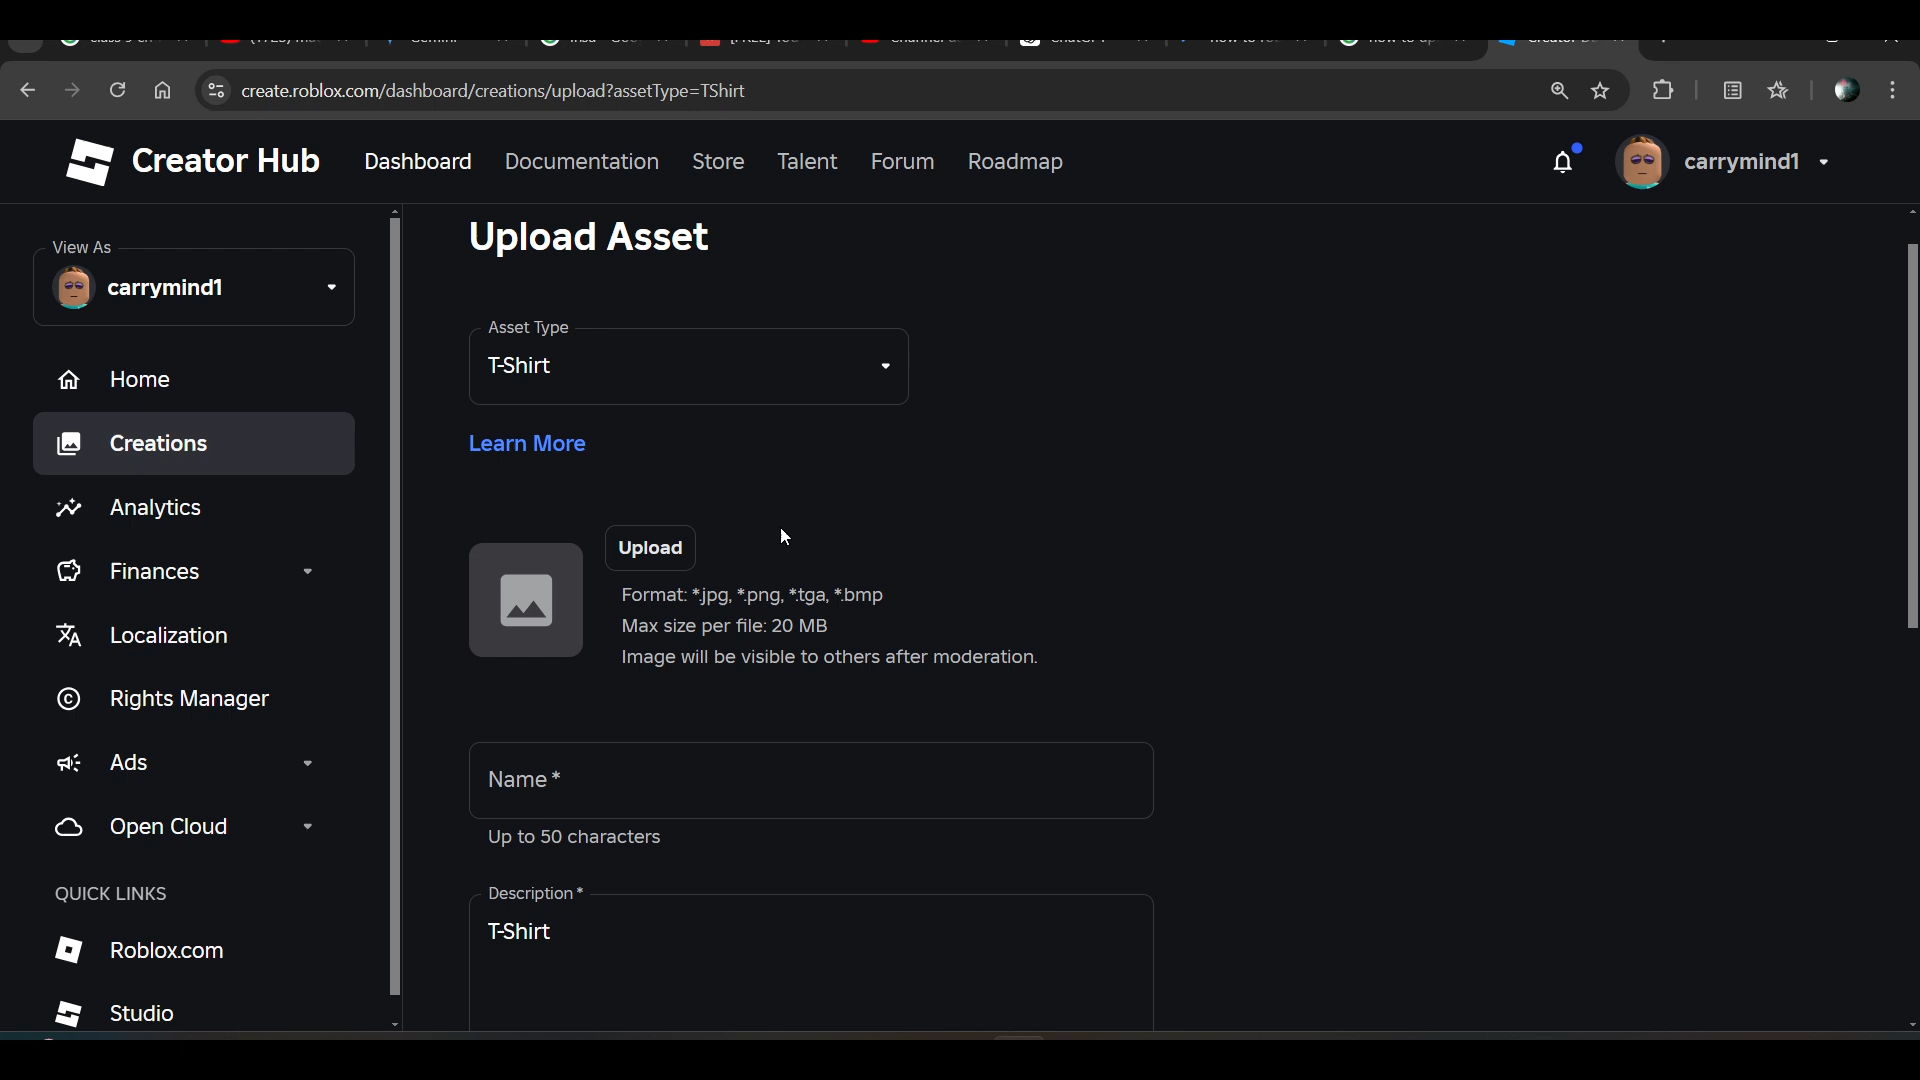 create.roblox.com/dashboard/creations/upload?assetType=TShirt
Creator Hub
Dashboard
Documentation
Store
Talent
Forum
Roadmap
carrymind1
View As
carrymind1
Home
Creations
Analytics
Finances
Localization
Rights Manager
Ads
Open Cloud
QUICK LINKS
Roblox.com
Studio
Upload Asset
Asset Type
T-Shirt
Learn More
Upload
Format: *.jpg, *.png, *.tga, *.bmp
Max size per file: 20 MB
Image will be visible to others after moderation.
Name*
Up to 50 characters
Description*
T-Shirt